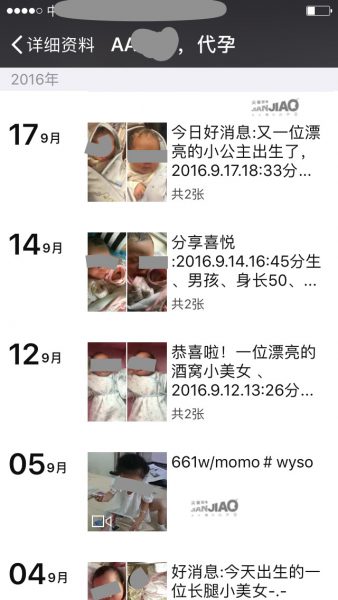 中
详细资料
AA
,代孕
2016年
17 9月
今日好消息:又一位漂
亮的小公主出生了,
2016.9.17.18:33分...
共2张
JIANJIAO
14 9月
分享喜悦
:2016.9.14.16:45分生
、男孩、身长50、...
共2张
12 9月
恭喜啦!一位漂亮的
酒窝小美女 、
2016.9.12.13:26分...
共2张
05 9月
661w/momo # wyso
JIANJIAO
04 9月
好消息:今天出生的一
位长腿小美女-.-